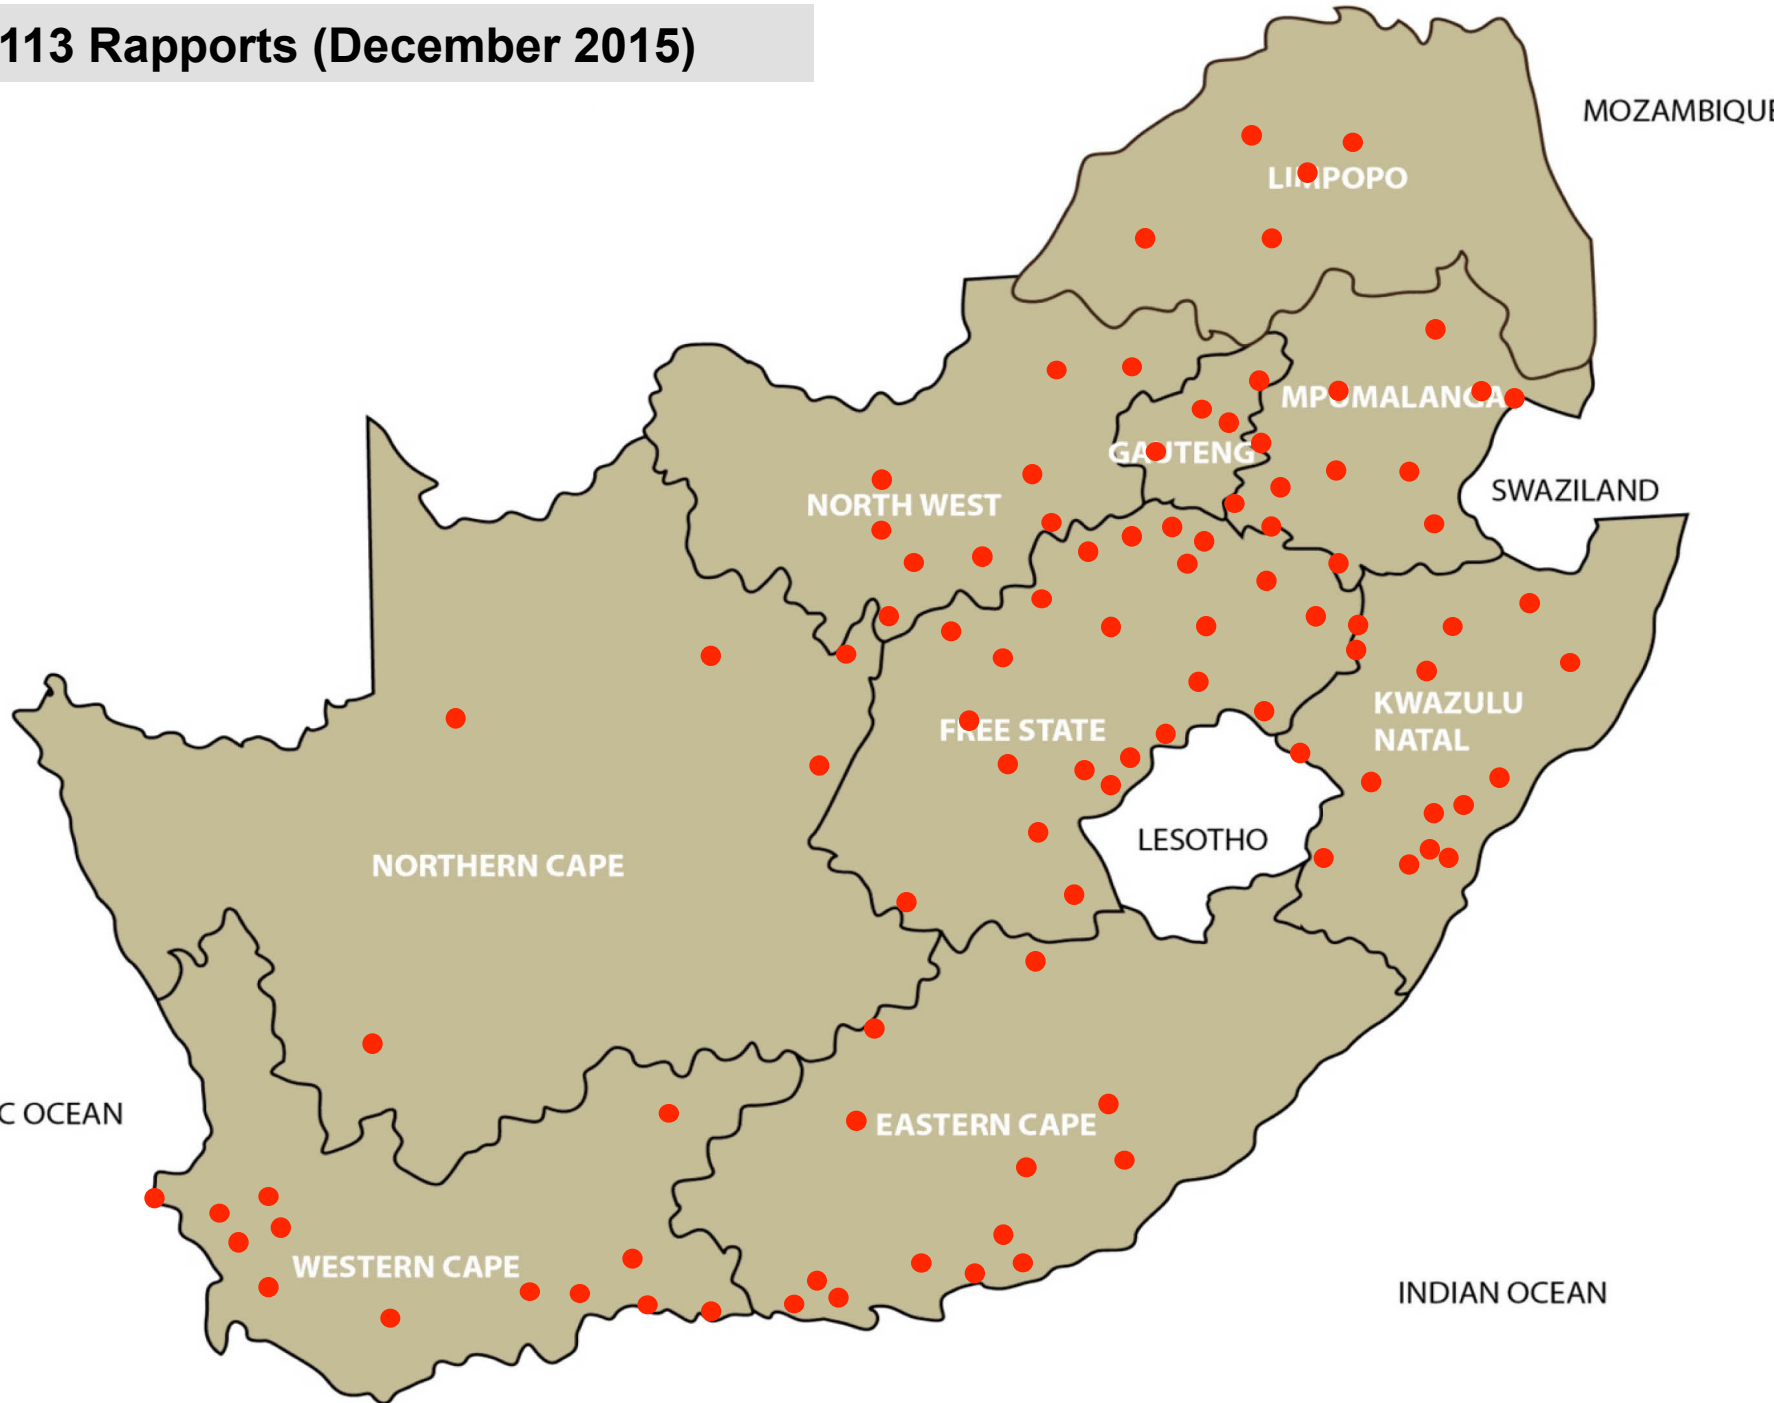 113 Rapports (December 2015)
MOZAMBIQUE
LIMPOPO
MPUMALANGA
GAUTENG
SWAZILAND
NORTH WEST
KWAZULU
NATAL
FREE STATE
LESOTHO
NORTHERN CAPE
C OCEAN
EASTERN CAPE
WESTERN CAPE
INDIAN OCEAN